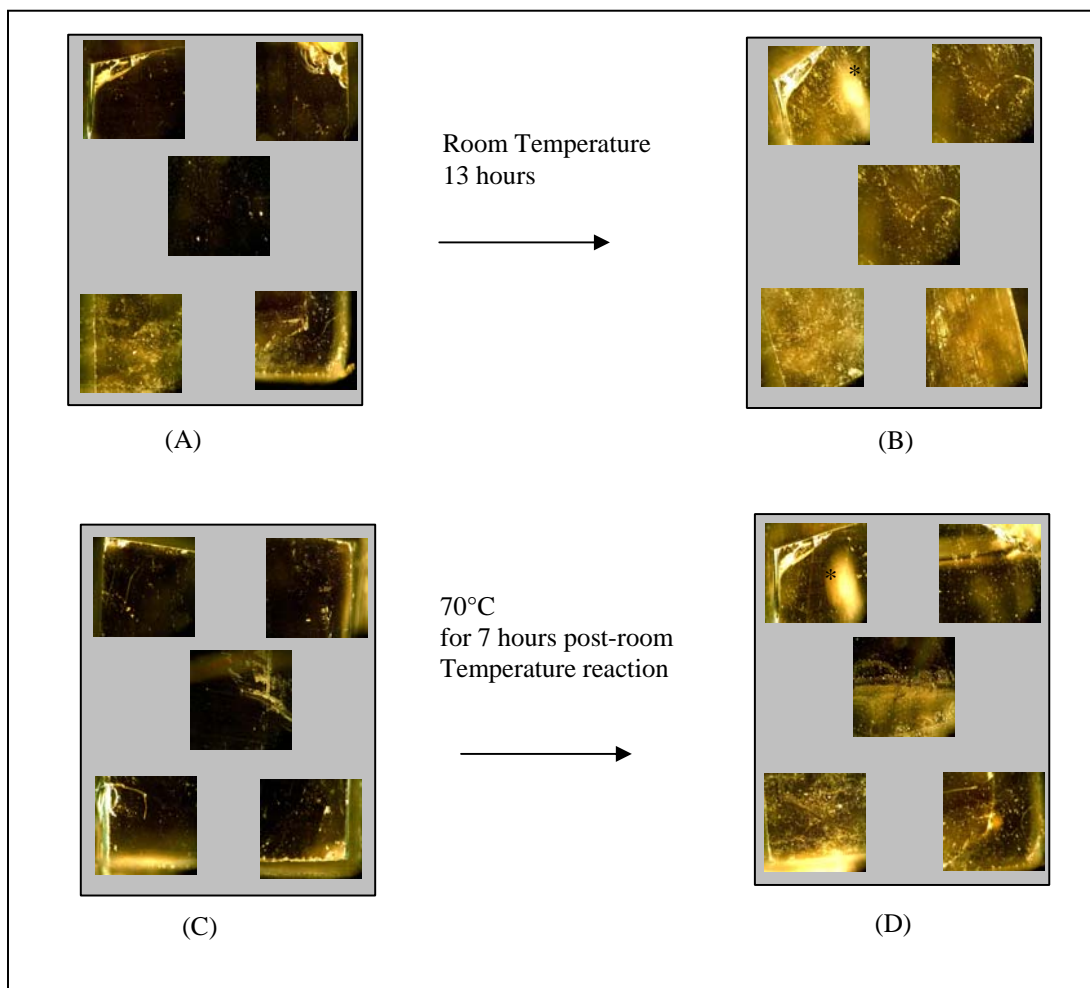 *
Room Temperature
13 hours
(A)
(B)
*
70°C
for 7 hours post-room
Temperature reaction
(C)
(D)